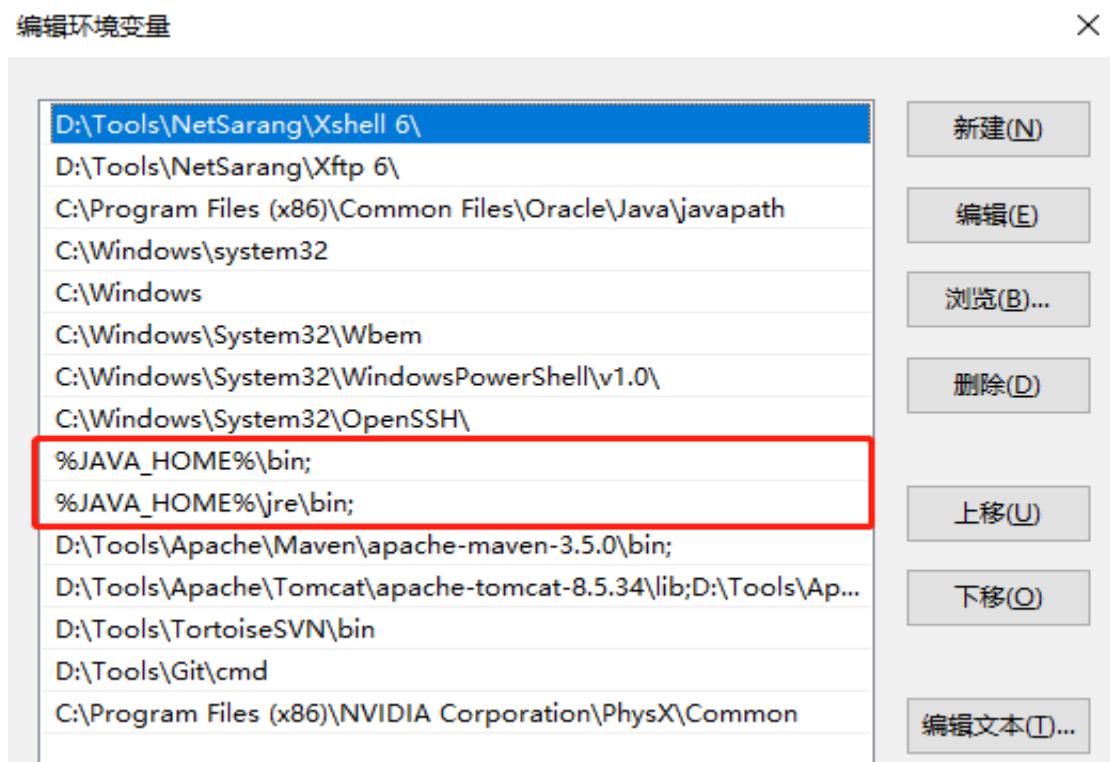 编辑环境变量
D:\Tools\NetSarang\Xshell 6\
D:\Tools\NetSarang\Xftp 6\
C:\Program Files (x86)\Common Files\Oracle\Java\javapath
C:\Windows\system32
C:\Windows
C:\Windows\System32\Wbem
C:\Windows\System32\WindowsPowerShell\v1.0\
C:\Windows\System32\OpenSSH\
%JAVA_HOME%\bin;
%JAVA_HOME%\jre\bin;
D:\Tools\Apache\Maven\apache-maven-3.5.0\bin;
D:\Tools\Apache\Tomcat\apache-tomcat-8.5.34\lib;D:\Tools\Ap...
D:\Tools\TortoiseSVN\bin
D:\Tools\Git\cmd
C:\Program Files (x86)\NVIDIA Corporation\PhysX\Common
新建(N)
编辑(E)
浏览(B)...
删除(D)
上移(U)
下移(O)
编辑文本(T)...